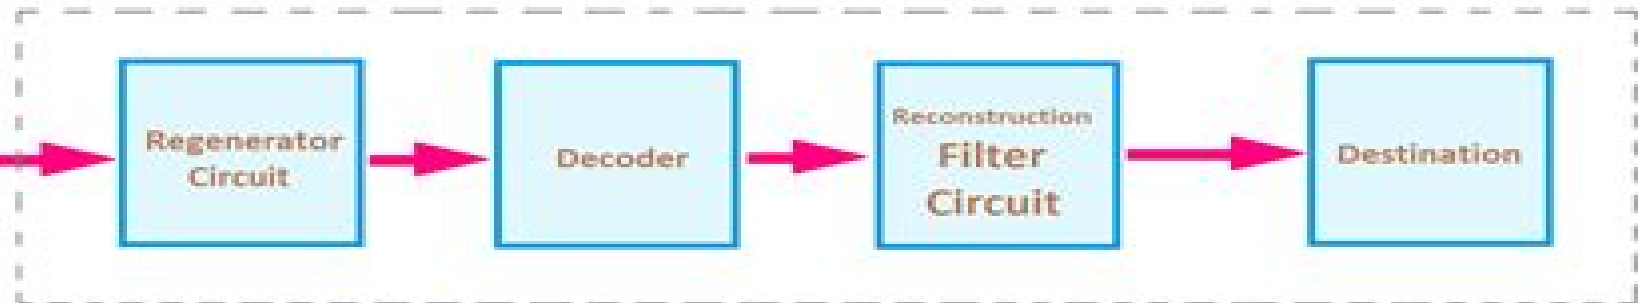 Regenerator
Circuit
Decoder
Reconstruction
Filter
Circuit
Destination